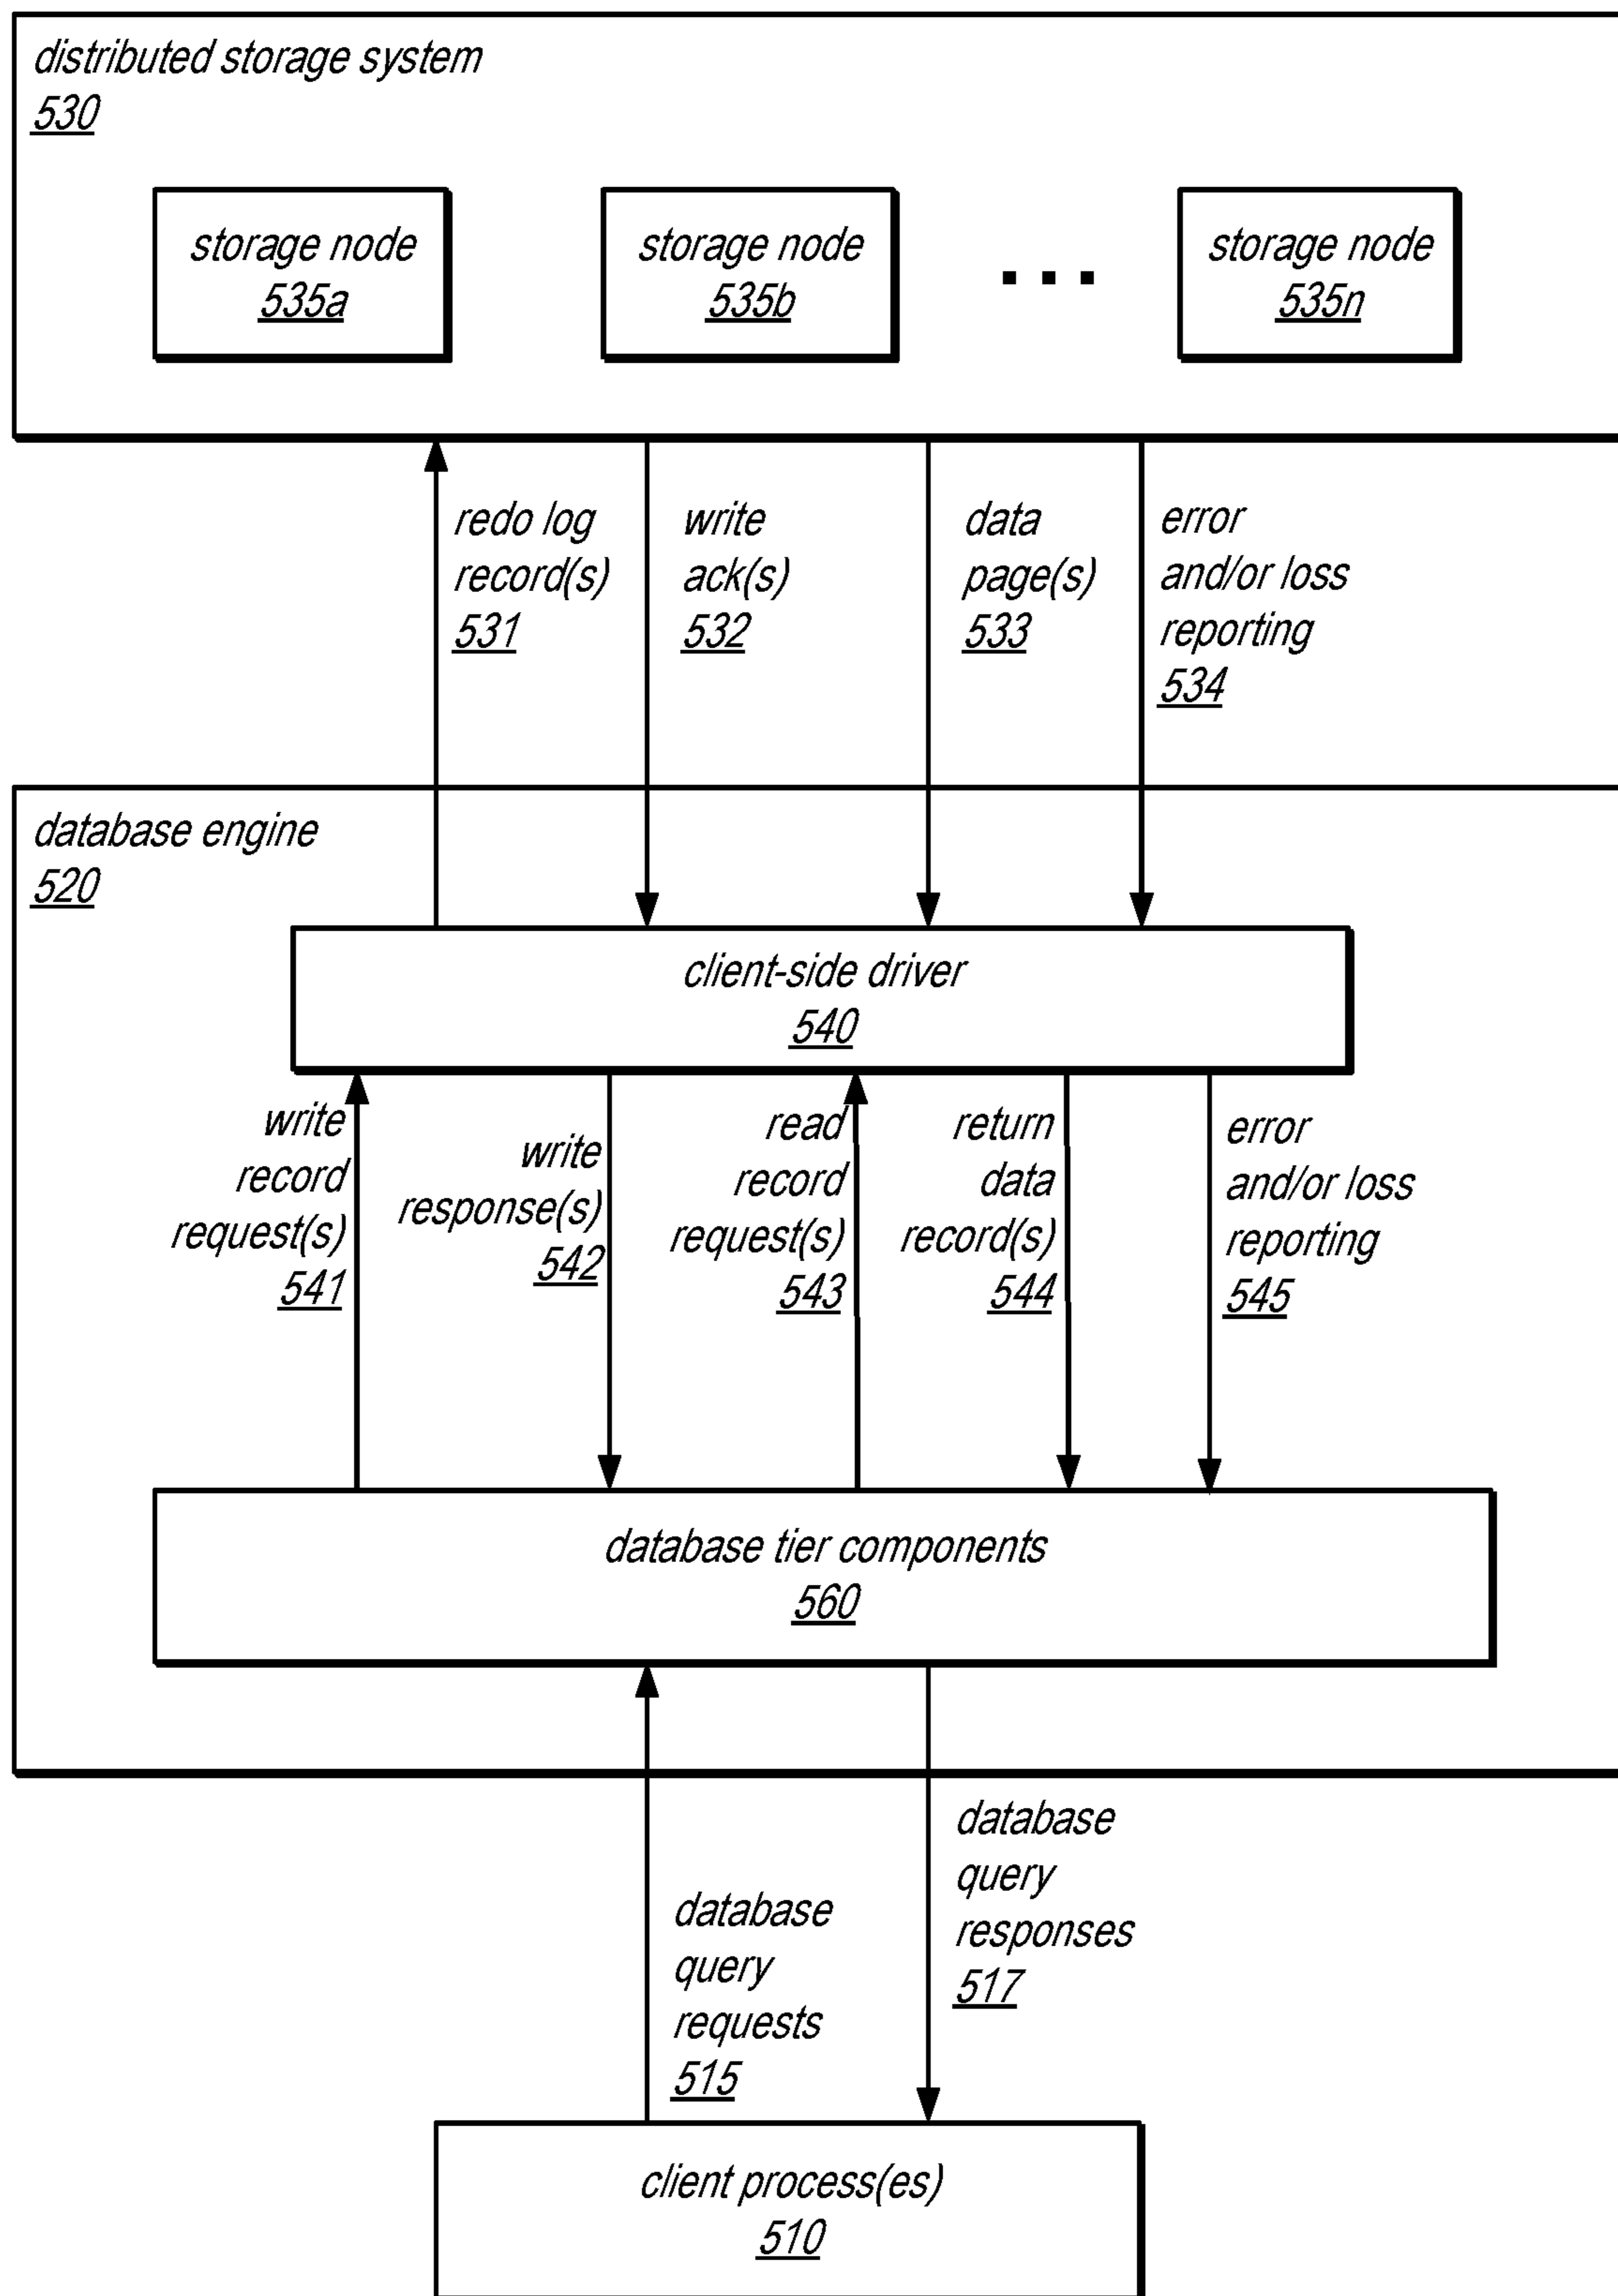 distributed storage system
530
storage node
535a
storage node
535b
storage node
535n
redo log
record(s)
531
write
ack(s)
532
data
page(s)
533
error
and/or loss
reporting
534
database engine
520
client-side driver
540
write
record
request(s)
541
write
response(s)
542
read
record
request(s)
543
return
data
record(s)
544
error
and/or loss
reporting
545
database tier components
560
database
query
requests
515
database
query
responses
517
client process(es)
510